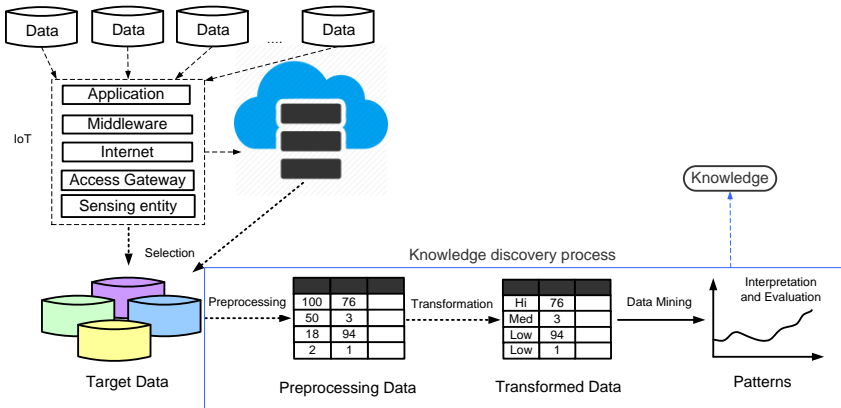 Data
Data
Data
....
Data
IoT
Application
Middleware
Internet
Access Gateway
Sensing entity
Knowledge
Selection
Knowledge discovery process
Preprocessing
100 76
50 3
18 94
2 1
Transformation
Hi 76
Med 3
Low 94
Low 1
Data Mining
Interpretation
and Evaluation
Target Data
Preprocessing Data
Transformed Data
Patterns